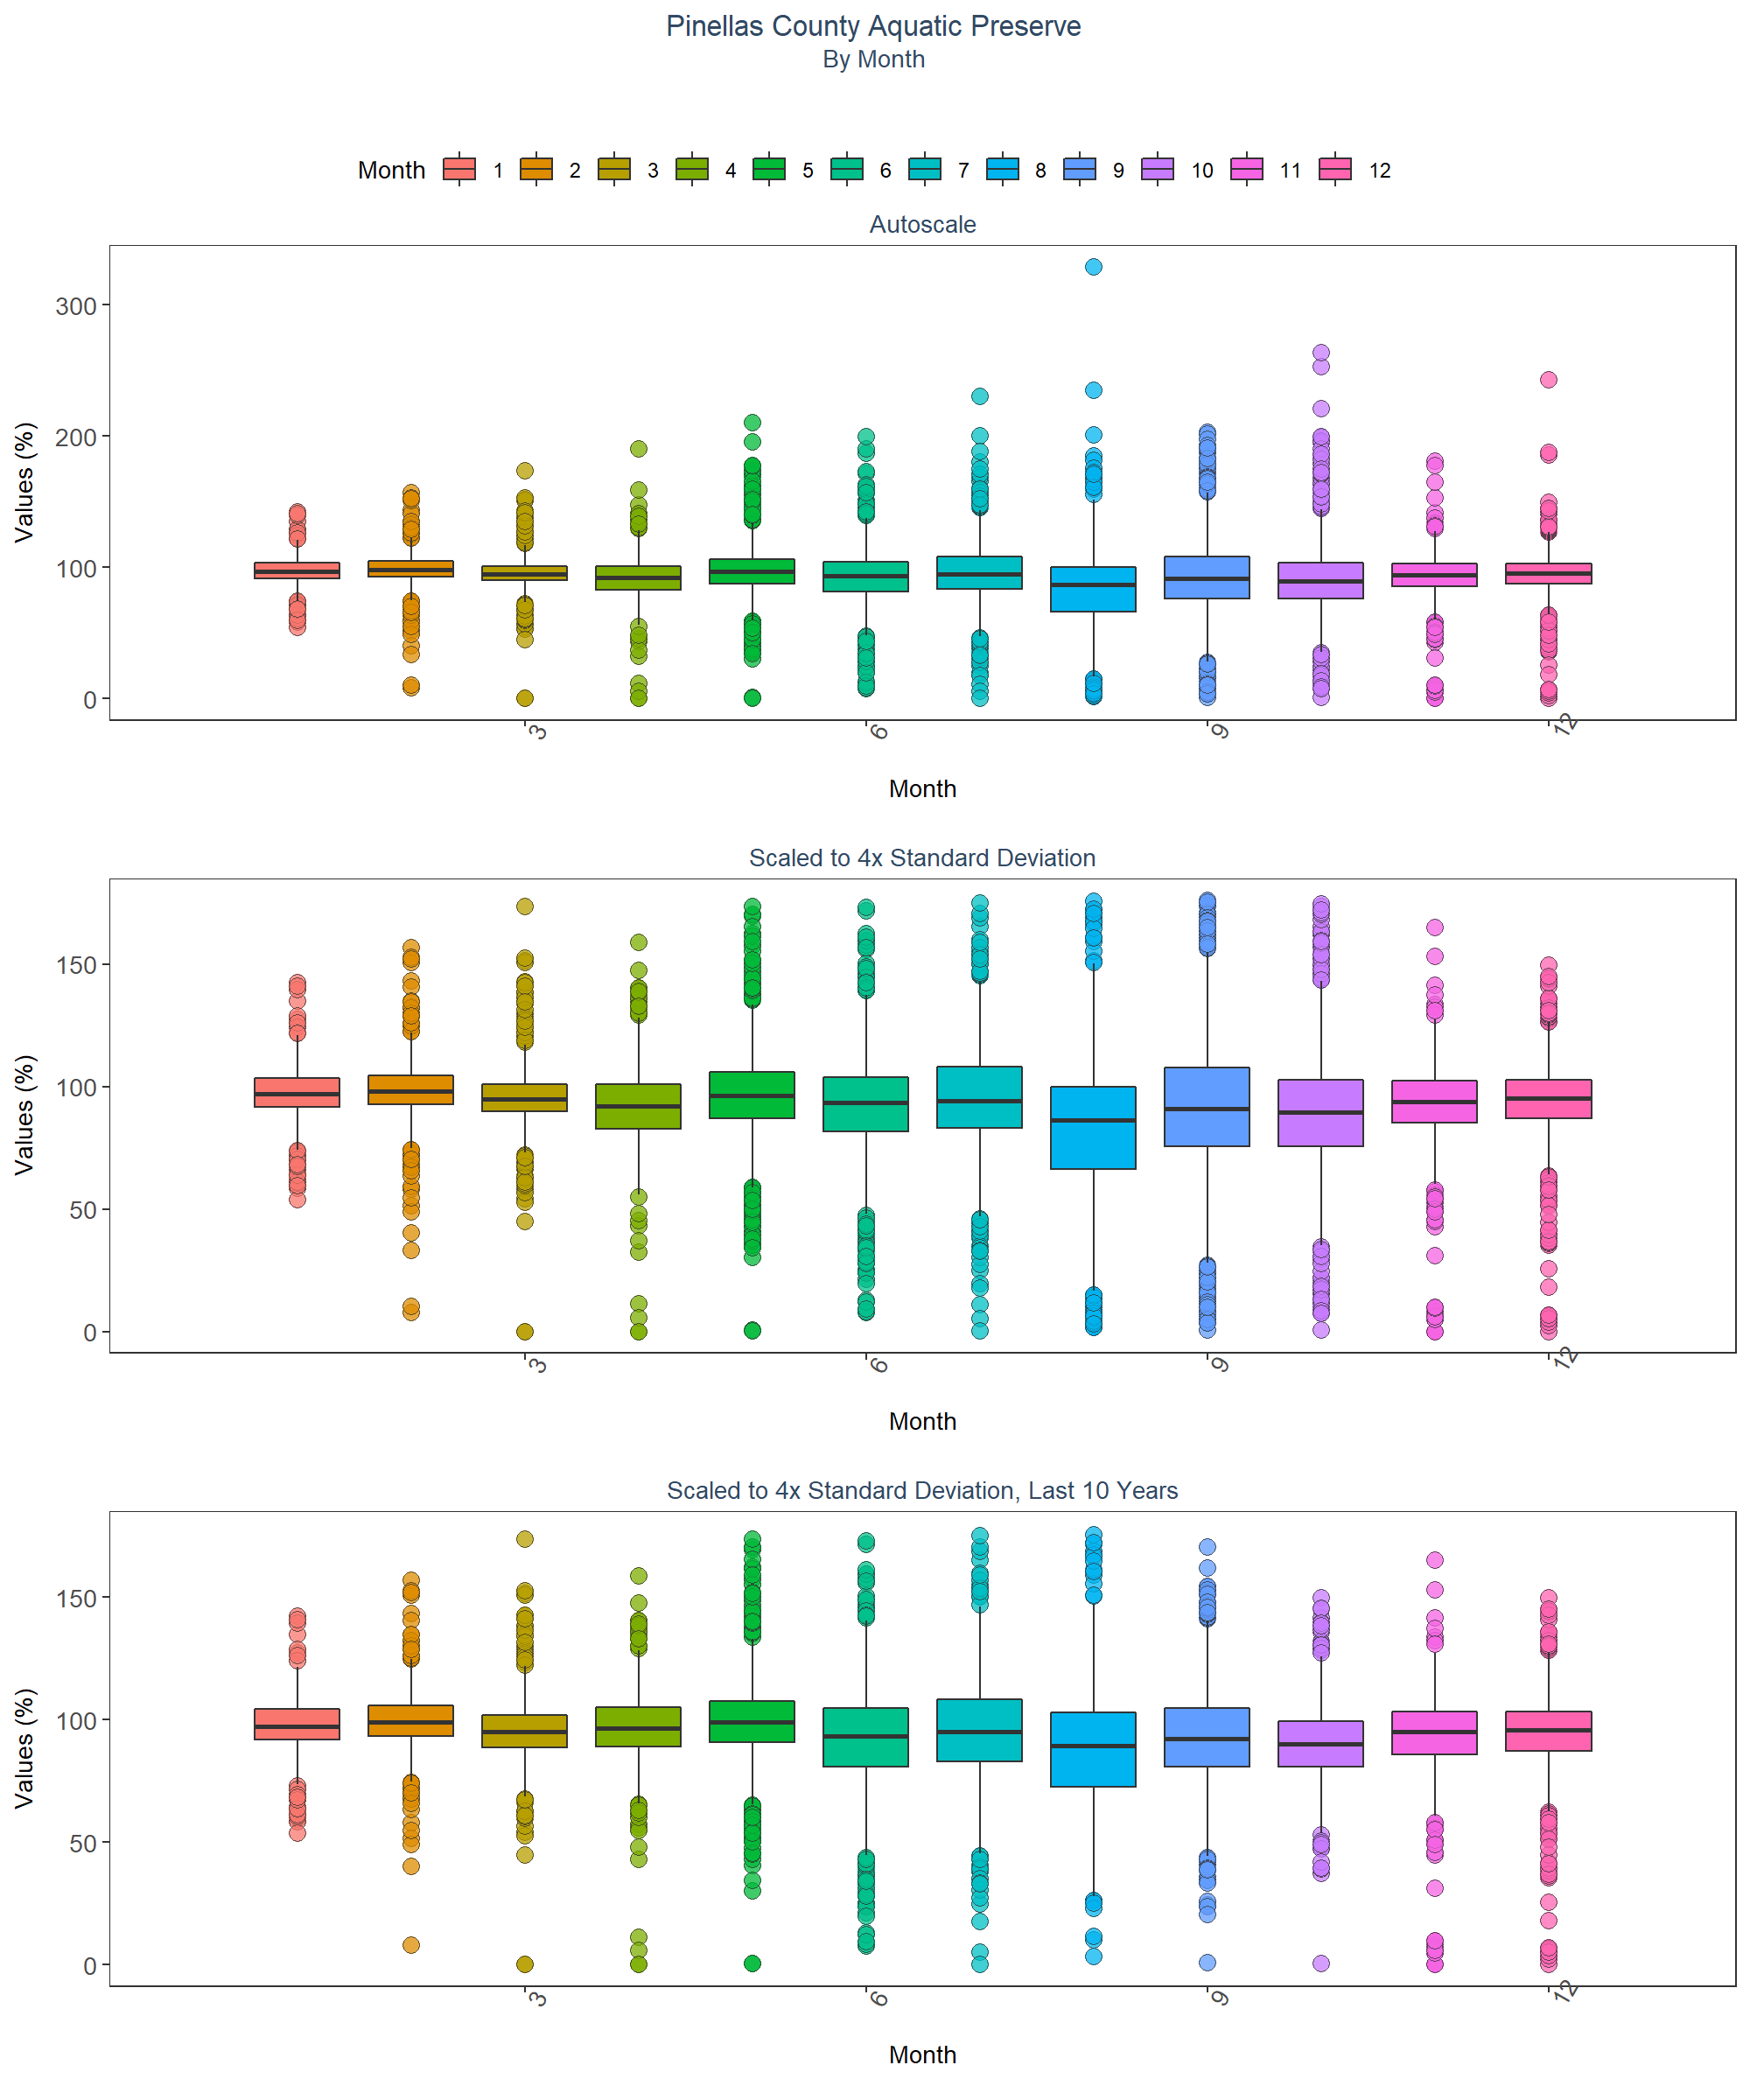 Pinellas County Aquatic Preserve
By Month
Month 1 2 3 4 5 6 7 8 9 10 11 12
Autoscale
Values (%)
300
200
100
0
3 6 9 12
Month
Scaled to 4x Standard Deviation
Values (%)
150
100
50
0
3 6 9 12
Month
Scaled to 4x Standard Deviation, Last 10 Years
Values (%)
150
100
50
0
3 6 9 12
Month